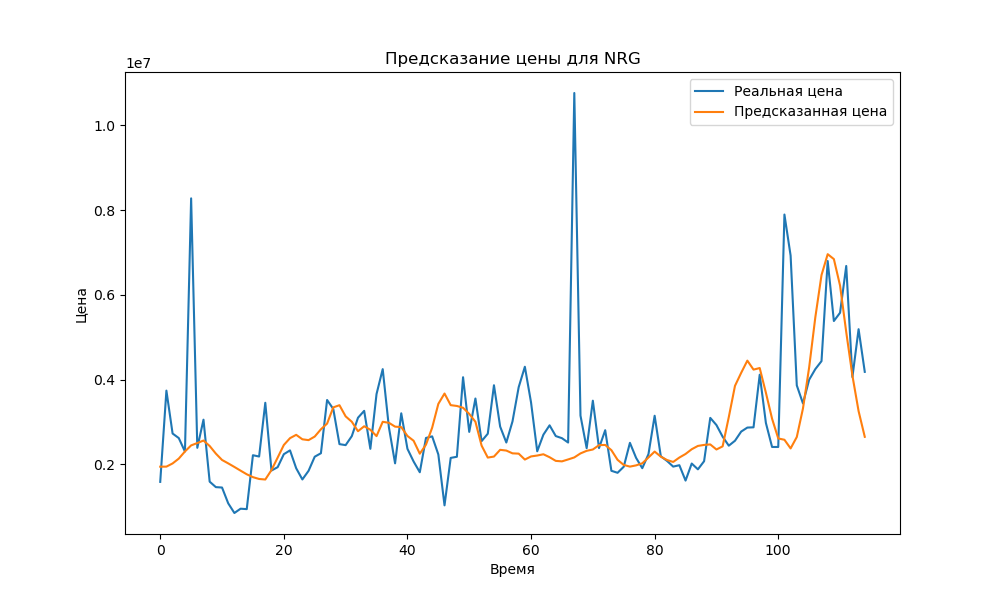 Предсказание цены для NRG
1e7
Реальная цена
Предсказанная цена
1.0
0.8
0.6
0.4
0.2
Цена
0 20 40 60 80 100
Время